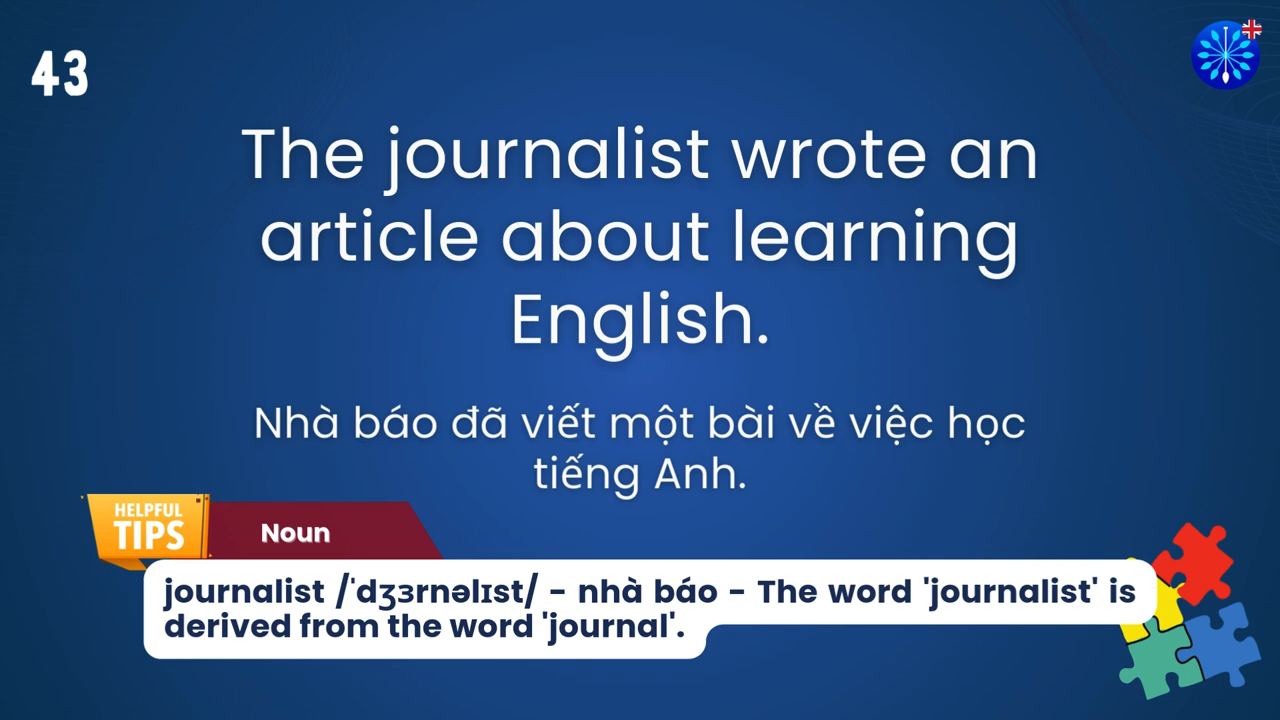 43
The journalist wrote an
article about learning
English.
Nhà báo đã viết một bài về việc học
tiếng Anh.
HELPFUL
TIPS
Noun
journalist /ˈdʒɜrnəlɪst/ - nhà báo - The word 'journalist' is
derived from the word 'journal'.